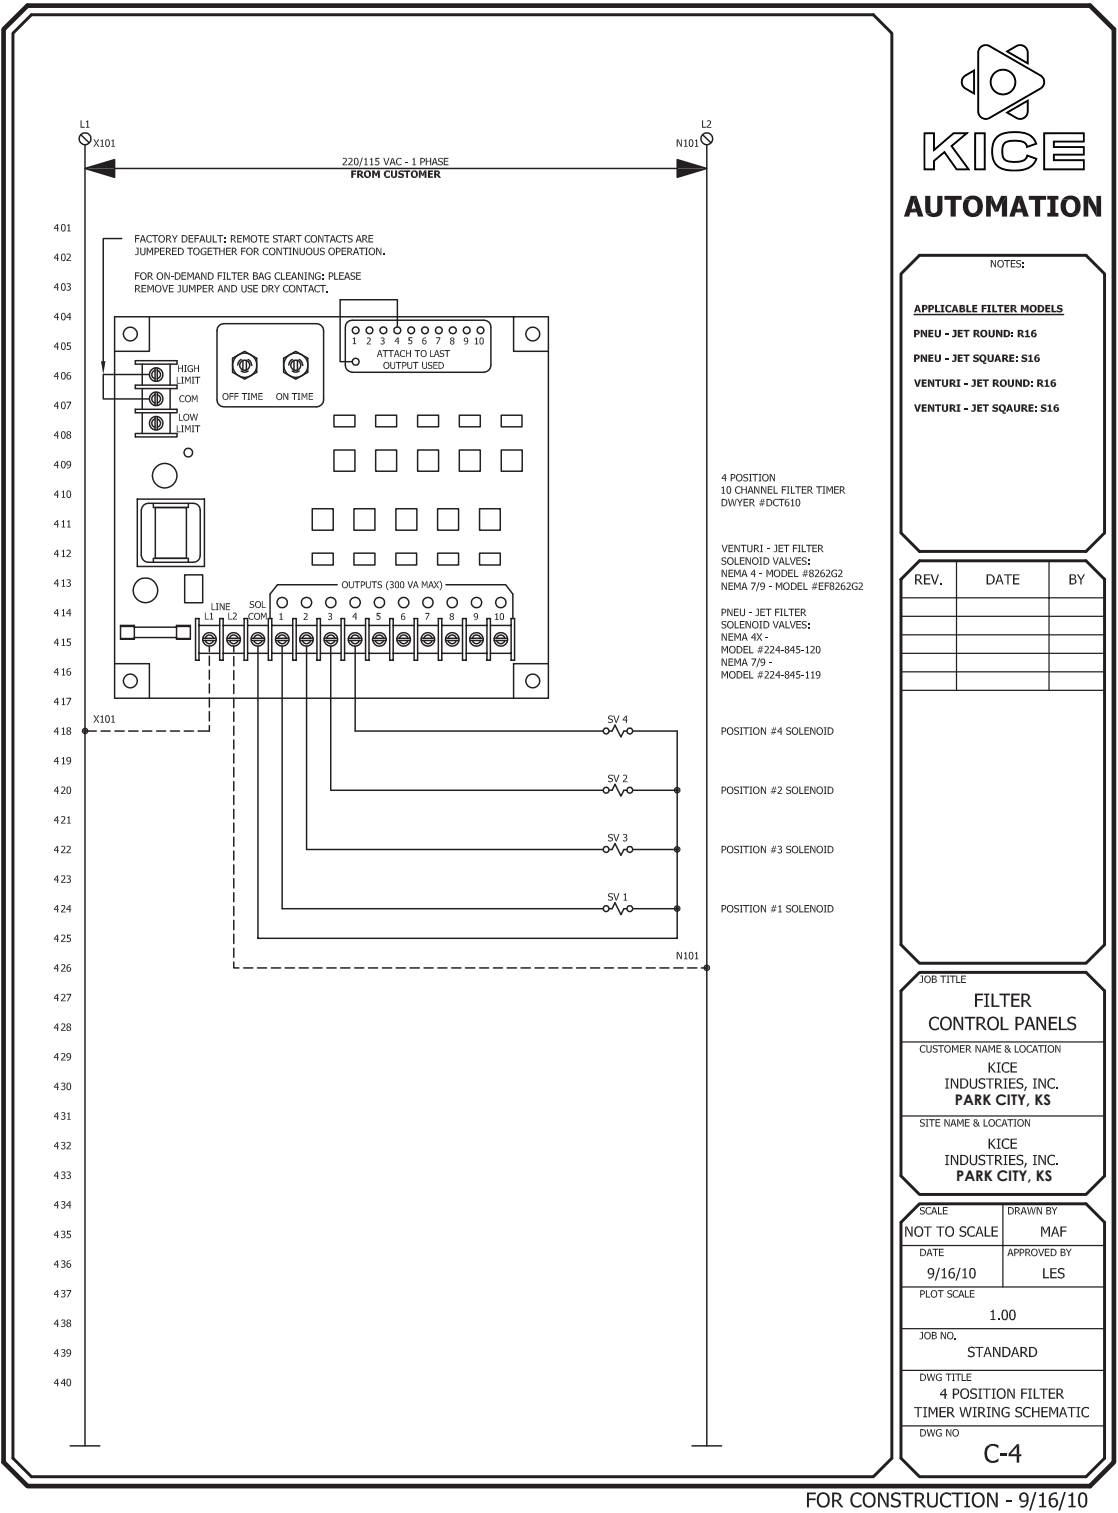 L1
X101
L2
N101
220/115 VAC - 1 PHASE
FROM CUSTOMER
401
402
403
404
405
406
407
408
409
410
411
412
413
414
415
416
417
418
419
420
421
422
423
424
425
426
427
428
429
430
431
432
433
434
435
436
437
438
439
440
FACTORY DEFAULT: REMOTE START CONTACTS ARE
JUMPERED TOGETHER FOR CONTINUOUS OPERATION.
FOR ON-DEMAND FILTER BAG CLEANING: PLEASE
REMOVE JUMPER AND USE DRY CONTACT.
1 2 3 4 5 6 7 8 9 10
ATTACH TO LAST
OUTPUT USED
OFF TIME ON TIME
HIGH
LIMIT
COM
LOW
LIMIT
OUTPUTS (300 VA MAX)
LINE
L1 L2
SOL
COM
1 2 3 4 5 6 7 8 9 10
4 POSITION
10 CHANNEL FILTER TIMER
DWYER #DCT610
VENTURI - JET FILTER
SOLENOID VALVES:
NEMA 4 - MODEL #8262G2
NEMA 7/9 - MODEL #EF8262G2
PNEU - JET FILTER
SOLENOID VALVES:
NEMA 4X -
MODEL #224-845-120
NEMA 7/9 -
MODEL #224-845-119
X101
SV 4
POSITION #4 SOLENOID
SV 2
POSITION #2 SOLENOID
SV 3
POSITION #3 SOLENOID
SV 1
POSITION #1 SOLENOID
N101
KICE
AUTOMATION
NOTES:
APPLICABLE FILTER MODELS
PNEU - JET ROUND: R16
PNEU - JET SQUARE: S16
VENTURI - JET ROUND: R16
VENTURI - JET SQAURE: S16
REV. DATE BY
JOB TITLE
FILTER
CONTROL PANELS
CUSTOMER NAME & LOCATION
KICE
INDUSTRIES, INC.
PARK CITY, KS
SITE NAME & LOCATION
KICE
INDUSTRIES, INC.
PARK CITY, KS
SCALE
NOT TO SCALE
DRAWN BY
MAF
DATE
9/16/10
APPROVED BY
LES
PLOT SCALE
1.00
JOB NO.
STANDARD
DWG TITLE
4 POSITION FILTER
TIMER WIRING SCHEMATIC
DWG NO
C-4
FOR CONSTRUCTION - 9/16/10